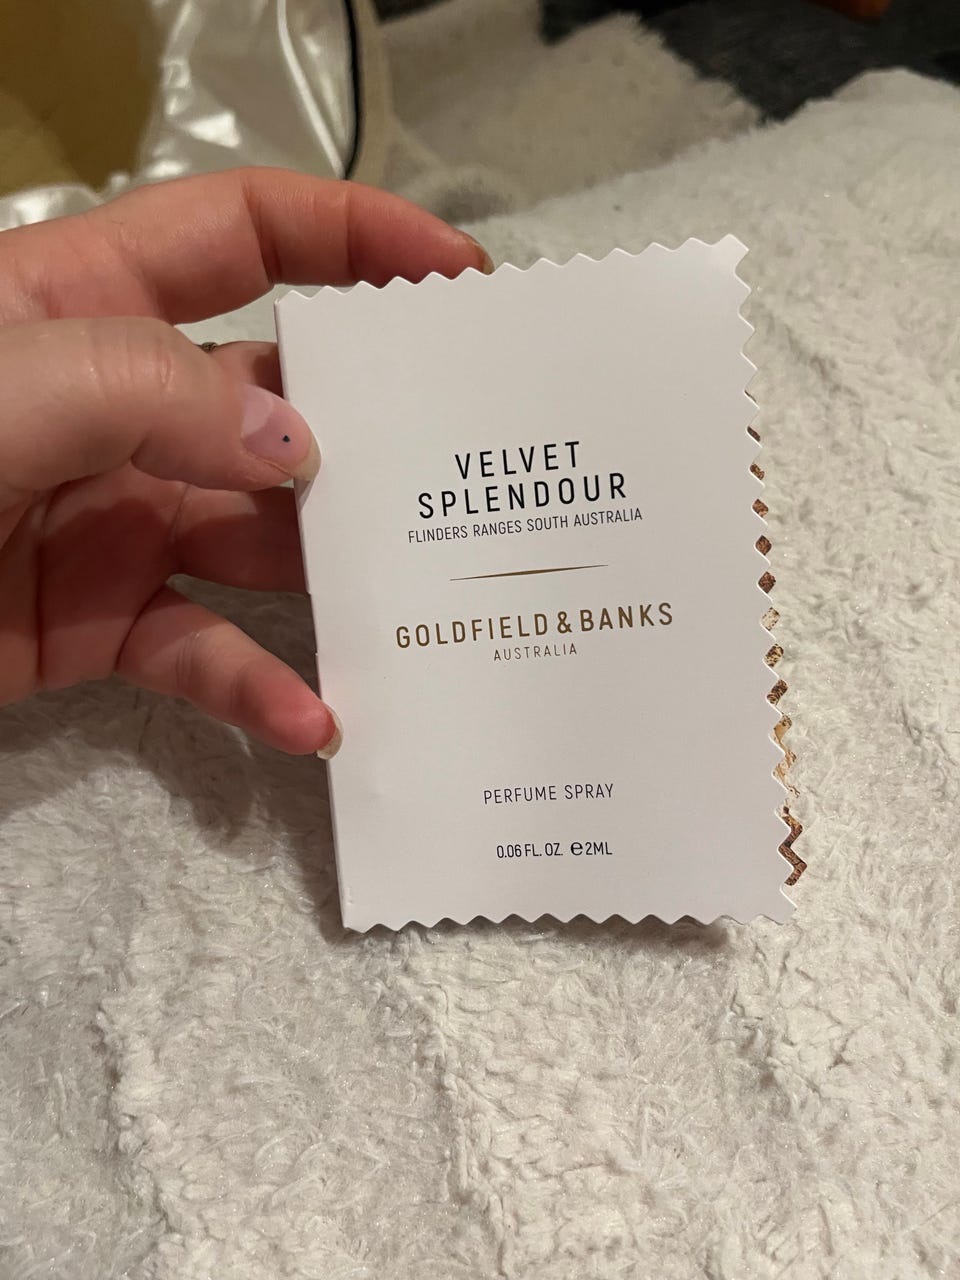 VELVET
SPLENDOUR
FLINDERS RANGES SOUTH AUSTRALIA
GOLDFIELD & BANKS
AUSTRALIA
PERFUME SPRAY
0.06 FL. OZ. ℮ 2ML